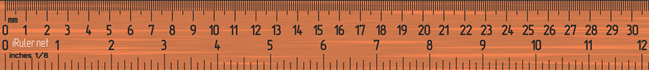 mm
0 1 2 3 4 5 6 7 8 9 10 11 12 13 14 15 16 17 18 19 20 21 22 23 24 25 26 27 28 29 30
0 iRuler.net 1 2 3 4 5 6 7 8 9 10 11 12
inches, 1/8